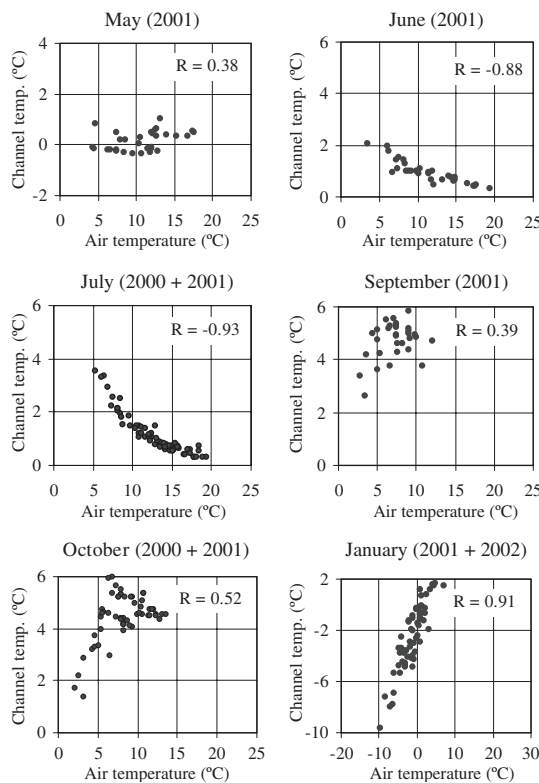 May (2001)
4
2
0
-2
R = 0.38
Channel temp. (ºC)
0 5 10 15 20 25
Air temperature (ºC)
June (2001)
6
4
2
0
R = -0.88
Channel temp. (ºC)
0 5 10 15 20 25
Air temperature (ºC)
July (2000 + 2001)
6
4
2
0
R = -0.93
Channel temp. (ºC)
0 5 10 15 20 25
Air temperature (ºC)
September (2001)
6
4
2
0
R = 0.39
Channel temp. (ºC)
0 5 10 15 20 25
Air temperature (ºC)
October (2000 + 2001)
6
4
2
0
R = 0.52
Channel temp. (ºC)
0 5 10 15 20 25
Air temperature (ºC)
January (2001 + 2002)
2
-2
-6
-10
R = 0.91
Channel temp. (ºC)
-20 -10 0 10 20 30
Air temperature (ºC)